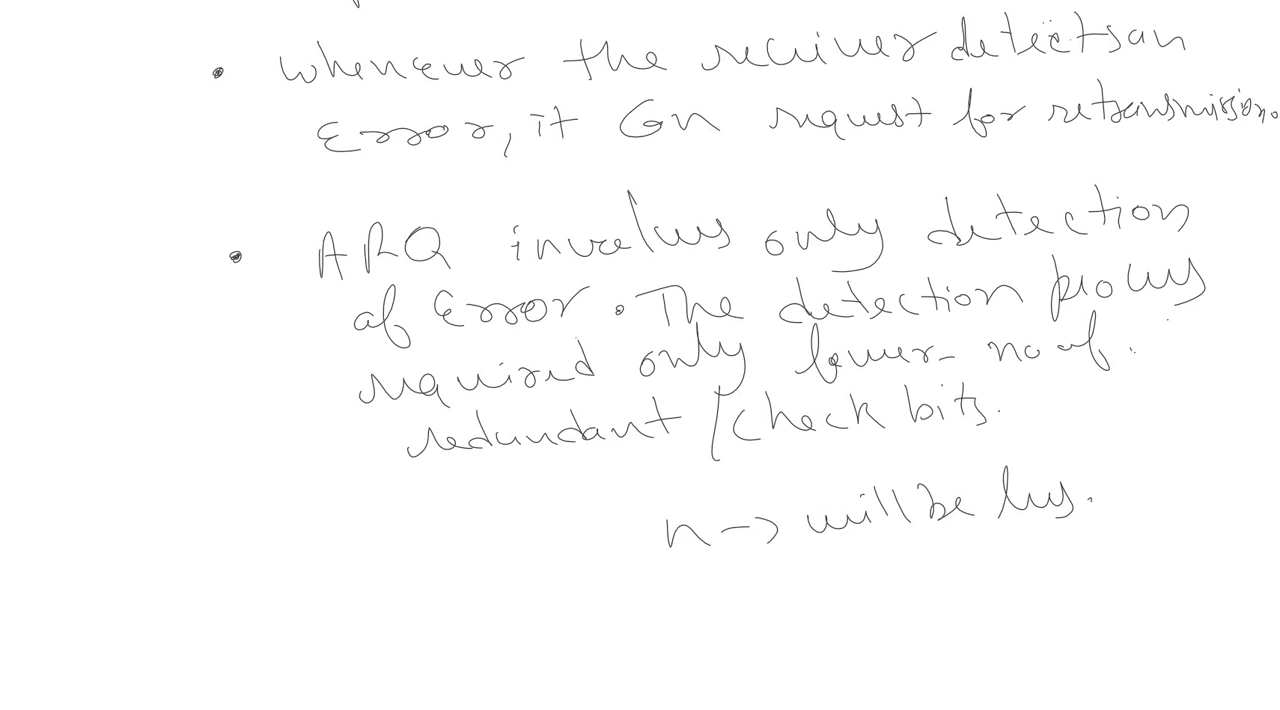 • whenever the receiver detects an
Error, it can request for retransmission.
• ARQ involves only detection
of Error. The detection process
required only fewer no of.
redundant / check bits.
n → will be less.